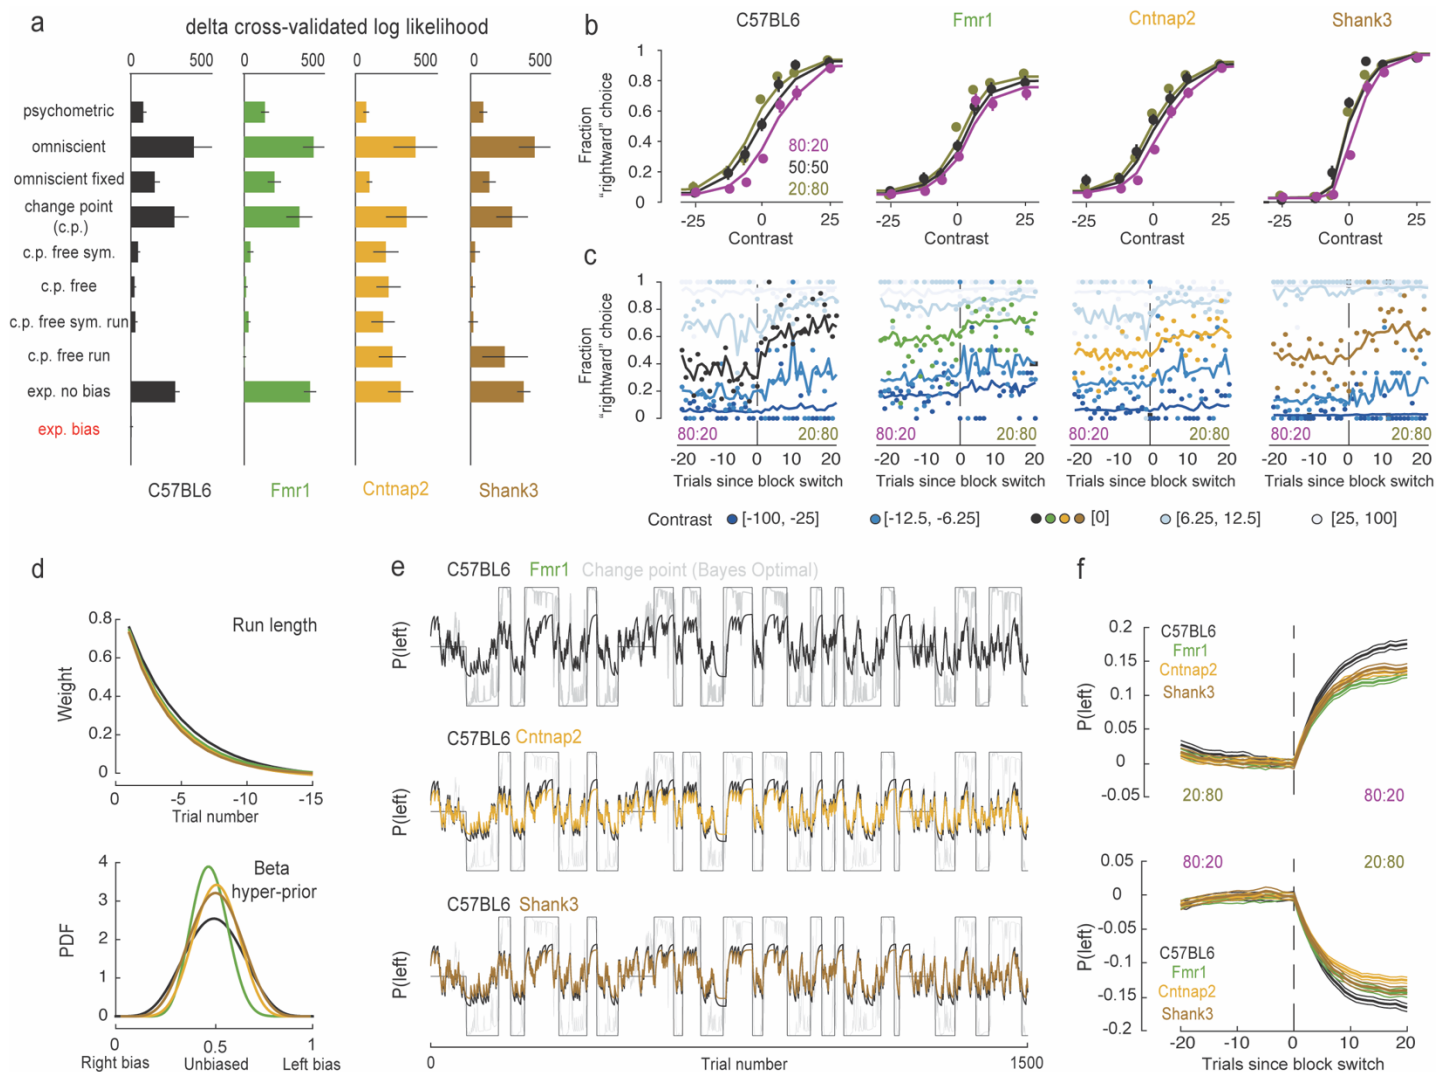 a
delta cross-validated log likelihood
0 500 0 500 0 500 0 500
psychometric
omniscient
omniscient fixed
change point
(c.p.)
c.p. free sym.
c.p. free
c.p. free sym. run
c.p. free run
exp. no bias
exp. bias
C57BL6 Fmr1 Cntnap2 Shank3
b
C57BL6 Fmr1 Cntnap2 Shank3
Fraction
"rightward" choice
1
0.8
0.6
0.4
0.2
0
80:20
50:50
20:80
-25 0 25 -25 0 25 -25 0 25 -25 0 25
Contrast Contrast Contrast Contrast
c
Fraction
"rightward" choice
1
0.8
0.6
0.4
0.2
0
80:20 20:80 80:20 20:80 80:20 20:80 80:20 20:80
-20 -10 0 10 20 -20 -10 0 10 20 -20 -10 0 10 20 -20 -10 0 10 20
Trials since block switch Trials since block switch Trials since block switch Trials since block switch
Contrast [-100, -25] [-12.5, -6.25] [0] [6.25, 12.5] [25, 100]
d
Run length
Weight
0.8
0.6
0.4
0.2
0
0 -5 -10 -15
Trial number
Beta
hyper-prior
PDF
4
3
2
1
0
0 0.5 1
Right bias Unbiased Left bias
e
C57BL6 Fmr1 Change point (Bayes Optimal)
P(left)
C57BL6 Cntnap2
P(left)
C57BL6 Shank3
P(left)
0 Trial number 1500
f
0.2
0.15
0.1
0.05
0
-0.05
P(left)
C57BL6
Fmr1
Cntnap2
Shank3
20:80 80:20
0.05
0
-0.05
-0.1
-0.15
-0.2
P(left)
80:20 20:80
C57BL6
Fmr1
Cntnap2
Shank3
-20 -10 0 10 20
Trials since block switch